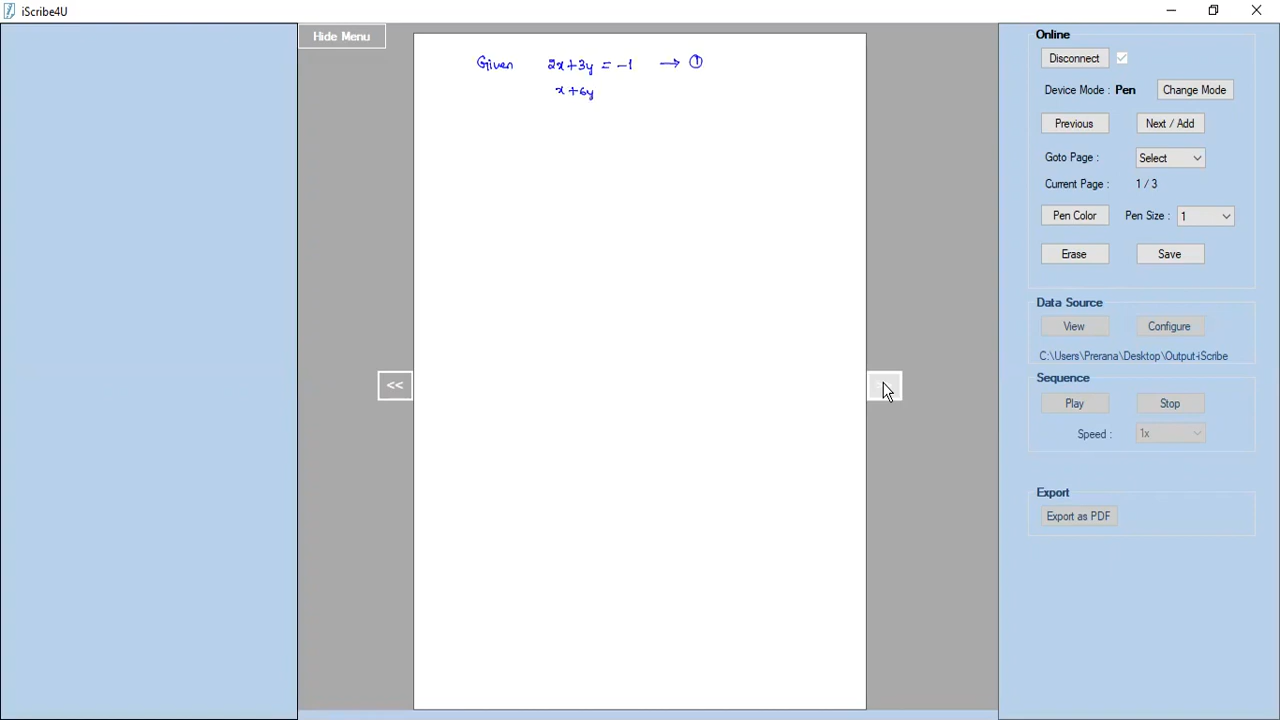 iScribe4U
Hide Menu
Given 2x+3y = -1 → ①
x+6y
<<
Online
Disconnect
Device Mode : Pen Change Mode
Previous Next / Add
Goto Page : Select
Current Page : 1 / 3
Pen Color Pen Size : 1
Erase Save
Data Source
View Configure
C:\Users\Prerana\Desktop\Output-iScribe
Sequence
Play Stop
Speed : 1x
Export
Export as PDF